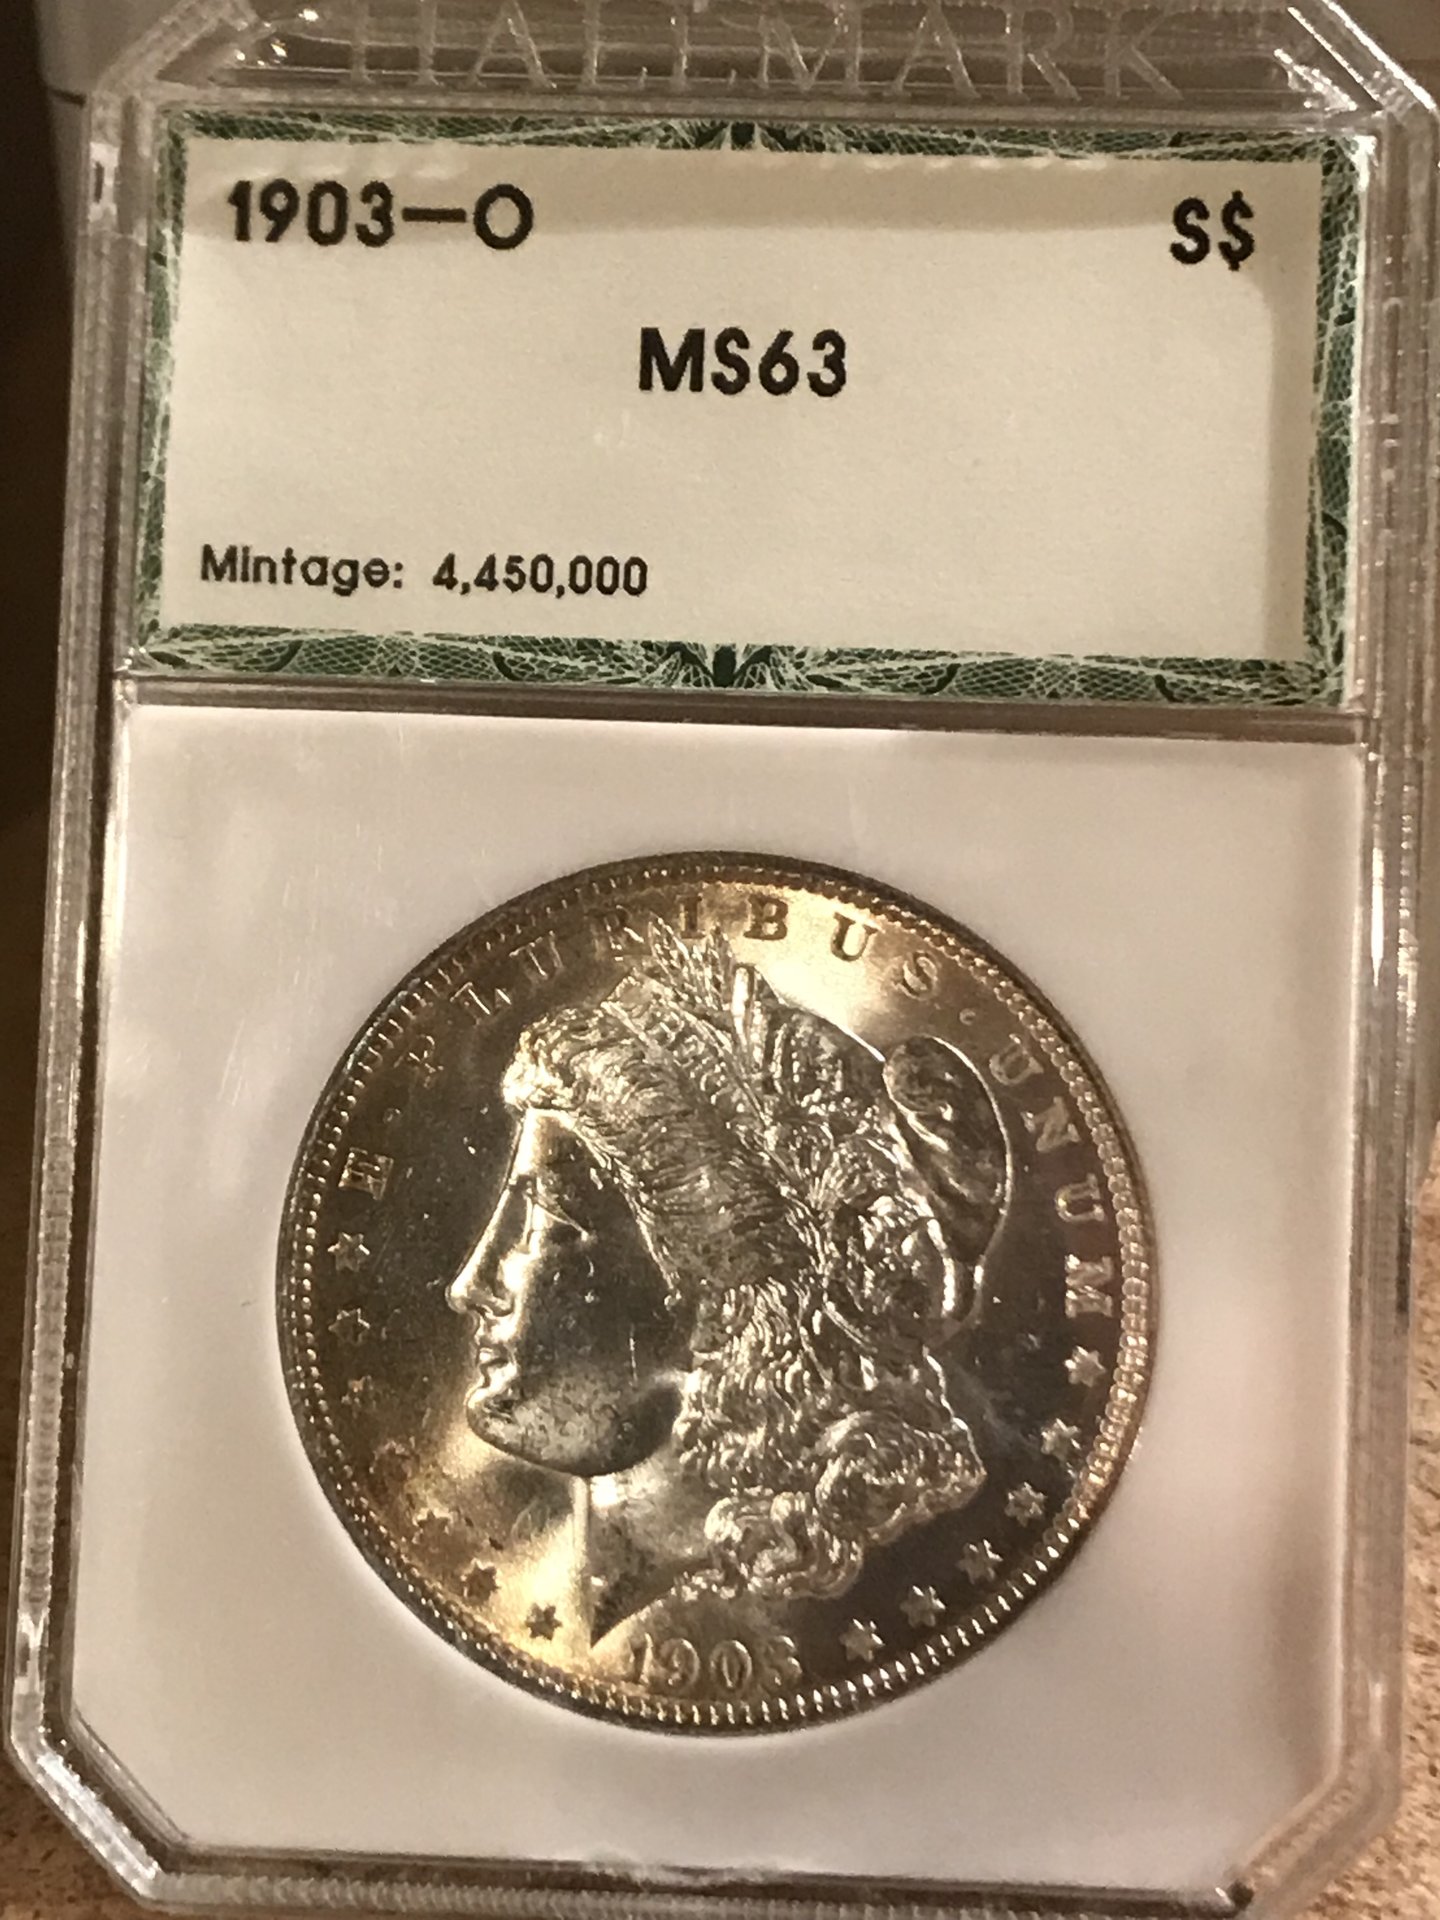 HALLMARK
1903-O S$
MS63
Mintage: 4,450,000
E · PLURIBUS · UNUM
1903